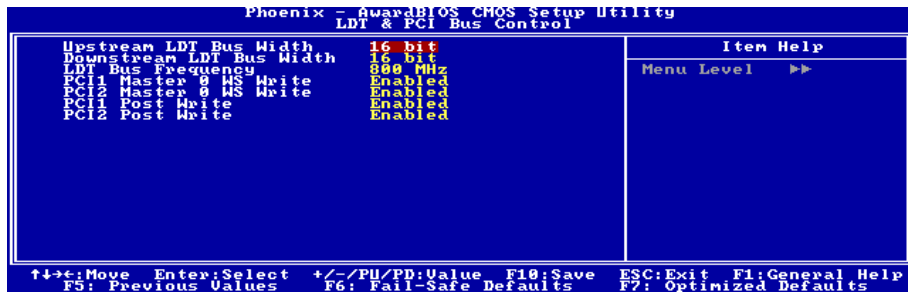 Phoenix - AwardBIOS CMOS Setup Utility
LDT & PCI Bus Control
Upstream LDT Bus Width 16 bit
Downstream LDT Bus Width 16 bit
LDT Bus Frequency 800 MHz
PCI1 Master 0 WS Write Enabled
PCI2 Master 0 WS Write Enabled
PCI1 Post Write Enabled
PCI2 Post Write Enabled
Item Help
Menu Level ▶▶
↑↓→←:Move Enter:Select +/-/PU/PD:Value F10:Save ESC:Exit F1:General Help
F5: Previous Values F6: Fail-Safe Defaults F7: Optimized Defaults